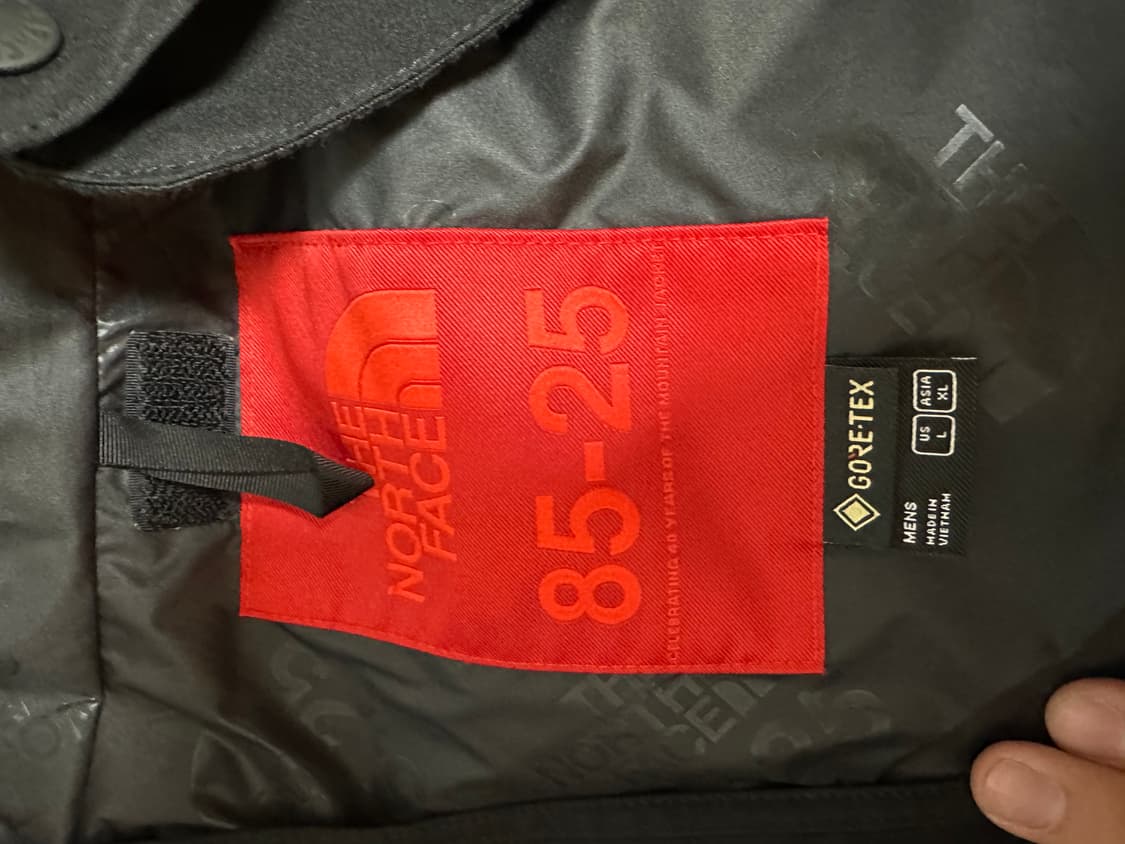 THE
NORTH
FACE
85-25
CELEBRATING 40 YEARS OF THE MOUNTAIN JACKET
GORE-TEX
MENS
MADE IN
VIETNAM
US
L
ASIA
XL